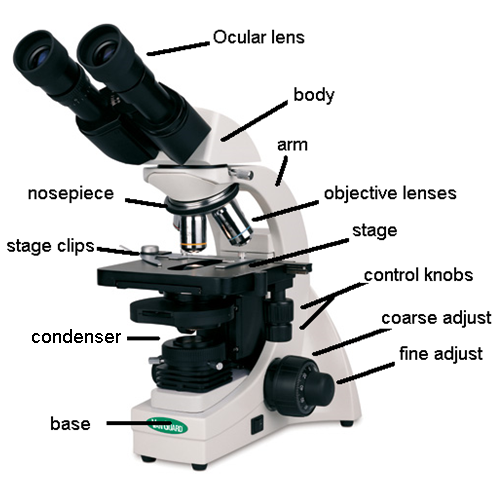 Ocular lens
body
arm
nosepiece
objective lenses
stage
stage clips
control knobs
coarse adjust
condenser
fine adjust
base